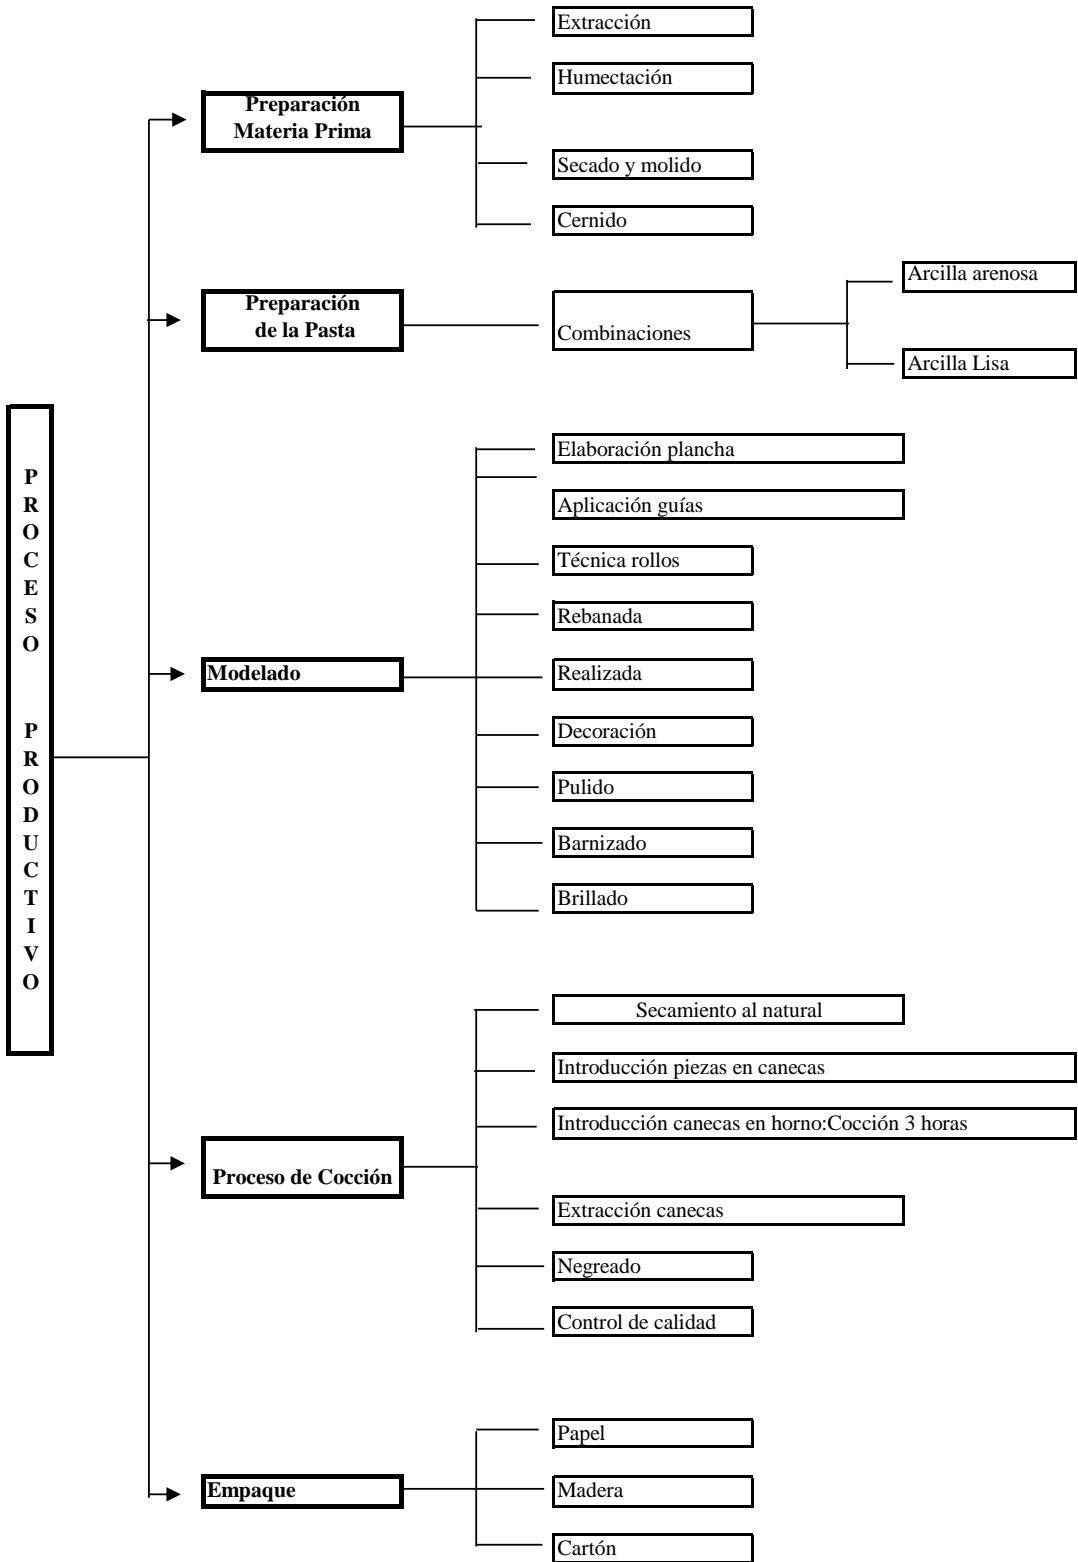 PROCESO PRODUCTIVO
Preparación
Materia Prima
Extracción
Humectación
Secado y molido
Cernido
Preparación
de la Pasta
Combinaciones
Arcilla arenosa
Arcilla Lisa
Modelado
Elaboración plancha
Aplicación guías
Técnica rollos
Rebanada
Realizada
Decoración
Pulido
Barnizado
Brillado
Proceso de Cocción
Secamiento al natural
Introducción piezas en canecas
Introducción canecas en horno:Cocción 3 horas
Extracción canecas
Negreado
Control de calidad
Empaque
Papel
Madera
Cartón